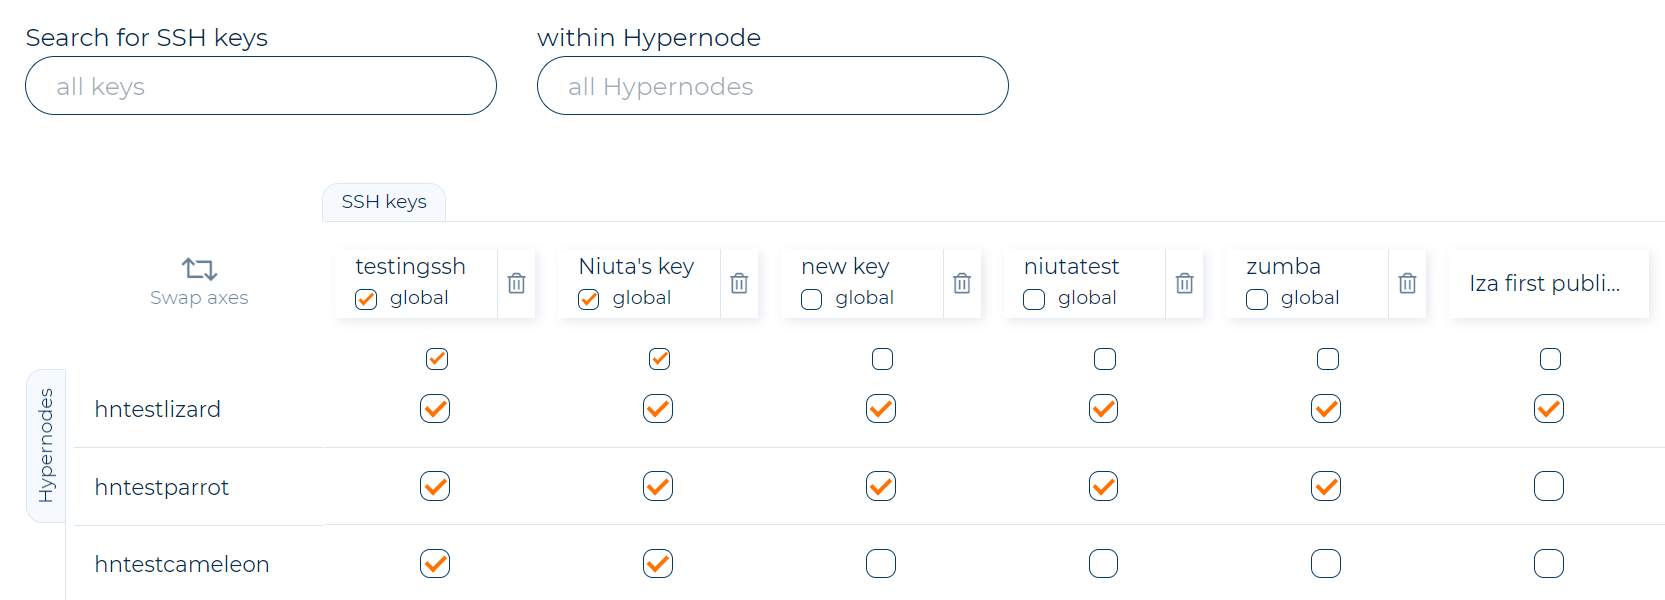 Search for SSH keys
within Hypernode
all keys
all Hypernodes
SSH keys
Swap axes
testingssh
global
Niuta's key
global
new key
global
niutatest
global
zumba
global
Iza first publi...
Hypernodes
hntestlizard
hntestparrot
hntestcameleon